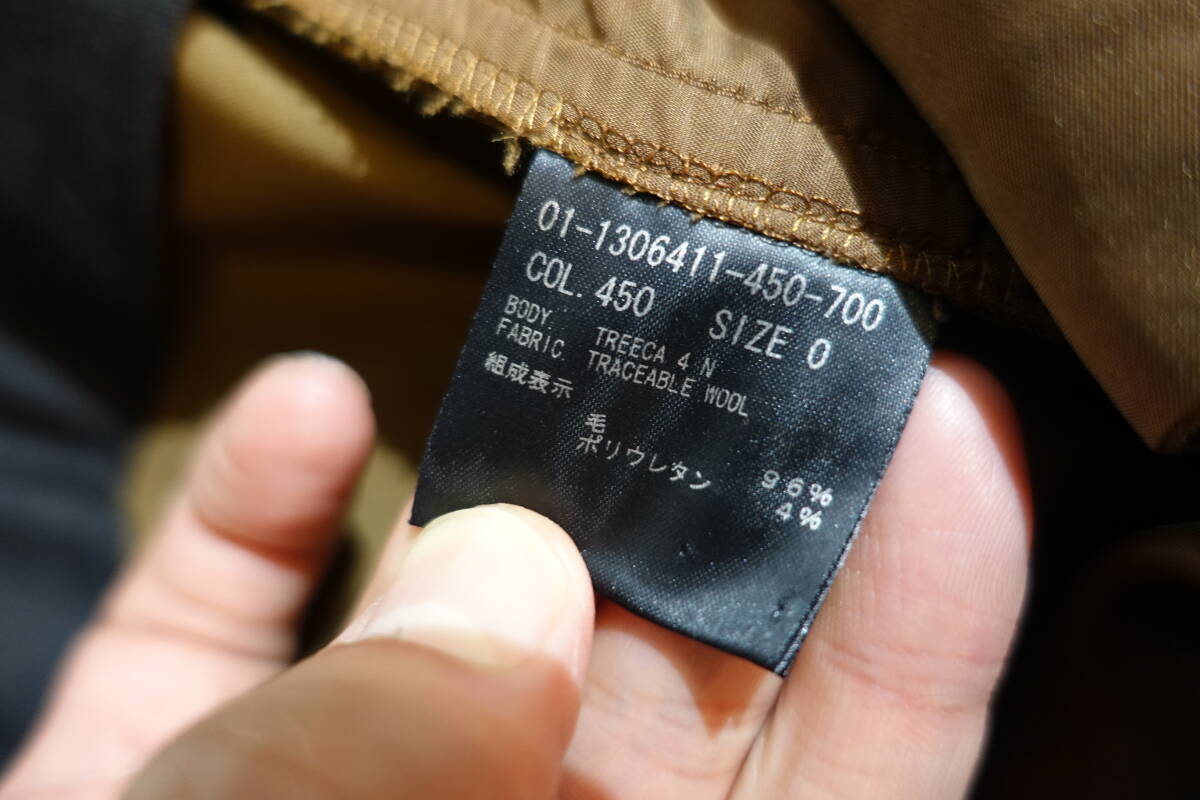 01-1306411-450-700
COL. 450 SIZE 0
BODY TREECA 4 N
FABRIC TRACEABLE WOOL
組成表示
毛 96%
ポリウレタン 4%